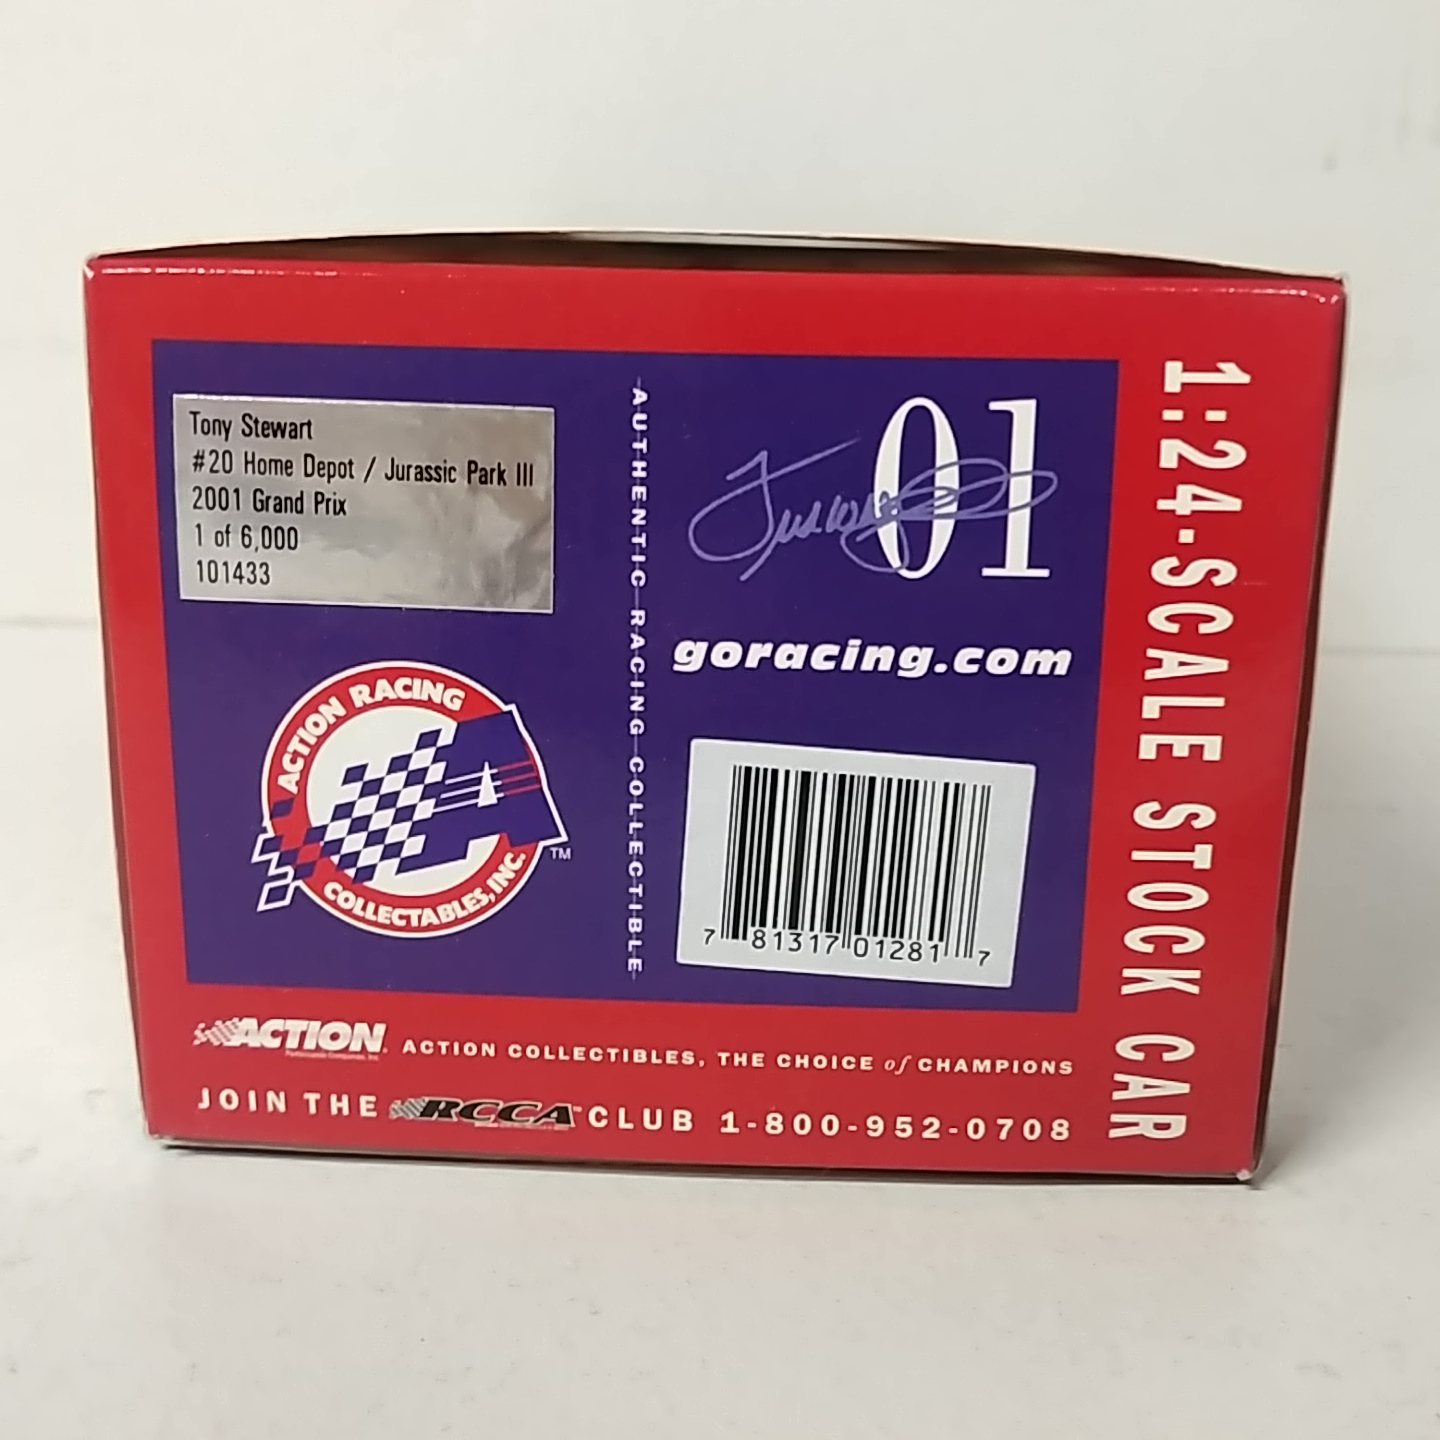 Tony Stewart
#20 Home Depot / Jurassic Park III
2001 Grand Prix
1 of 6,000
101433
ACTION RACING
COLLECTABLES, INC.
TM
AUTHENTIC RACING COLLECTIBLE
01
goracing.com
7 81317 01281 7
1:24-SCALE STOCK CAR
ACTION ACTION COLLECTIBLES, THE CHOICE of CHAMPIONS
JOIN THE RCCA CLUB 1-800-952-0708